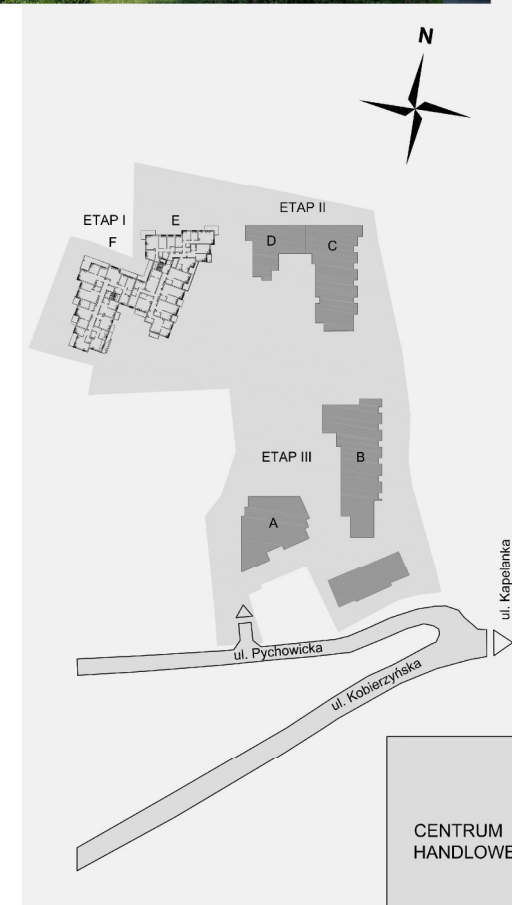 N
ETAP I
F
E
ETAP II
D
C
ETAP III
B
A
ul. Kapelanka
ul. Pychowicka
ul. Kobierzyńska
CENTRUM
HANDLOWE